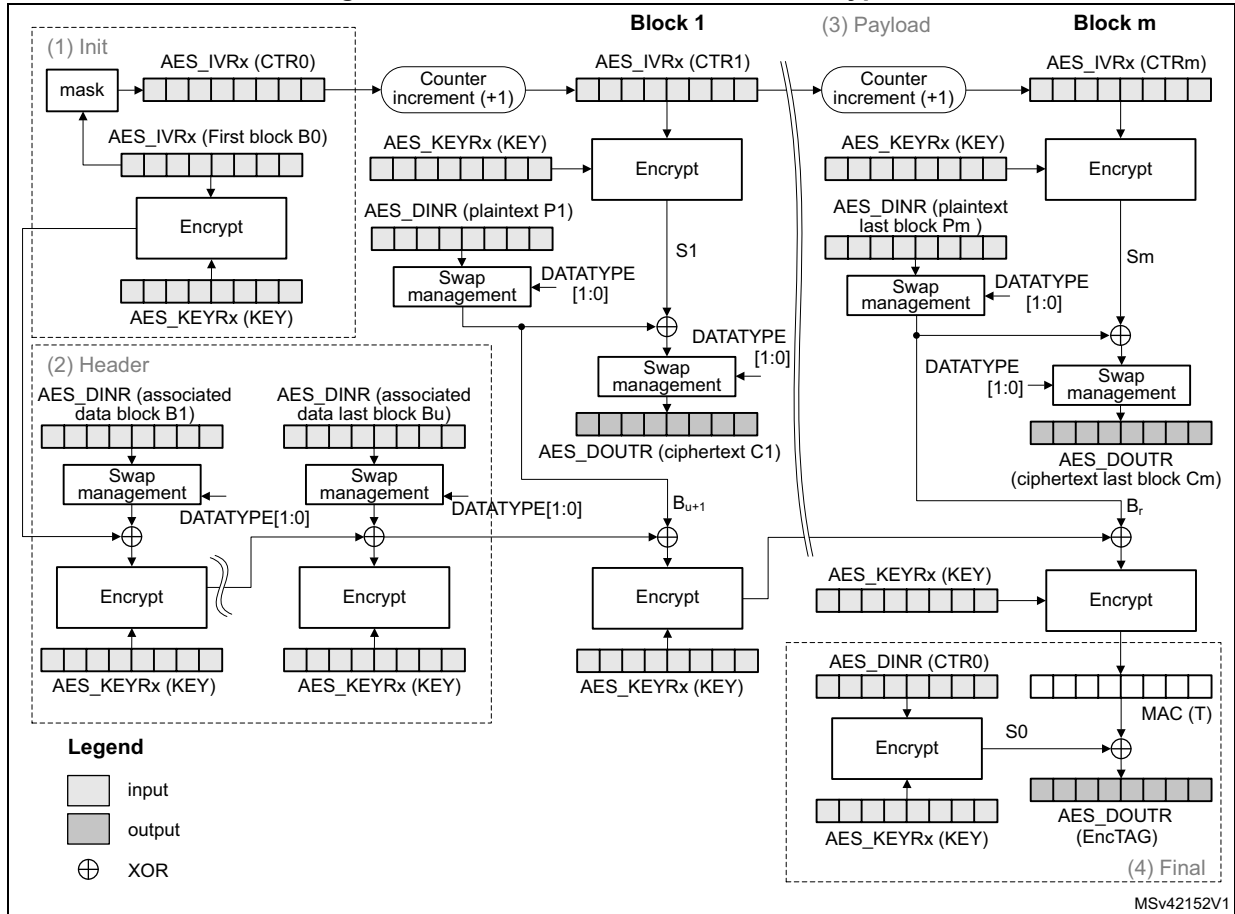 Block 1
(3) Payload
Block m
(1) Init
AES_IVRx (CTR0)
mask
Counter
increment (+1)
AES_IVRx (CTR1)
Counter
increment (+1)
AES_IVRx (CTRm)
AES_IVRx (First block B0)
Encrypt
AES_KEYRx (KEY)
AES_KEYRx (KEY)
Encrypt
AES_DINR (plaintext P1)
Swap
management
DATATYPE
[1:0]
S1
DATATYPE
[1:0]
Swap
management
AES_DOUTR (ciphertext C1)
AES_KEYRx (KEY)
Encrypt
AES_DINR (plaintext
last block Pm )
Swap
management
DATATYPE
[1:0]
Sm
DATATYPE
[1:0]
Swap
management
AES_DOUTR
(ciphertext last block Cm)
(2) Header
AES_DINR (associated
data block B1)
Swap
management
DATATYPE[1:0]
Encrypt
AES_KEYRx (KEY)
AES_DINR (associated
data last block Bu)
Swap
management
DATATYPE[1:0]
Encrypt
AES_KEYRx (KEY)
Bu+1
Encrypt
AES_KEYRx (KEY)
Br
AES_KEYRx (KEY)
Encrypt
AES_DINR (CTR0)
Encrypt
S0
AES_KEYRx (KEY)
MAC (T)
AES_DOUTR
(EncTAG)
(4) Final
Legend
input
output
XOR
MSv42152V1